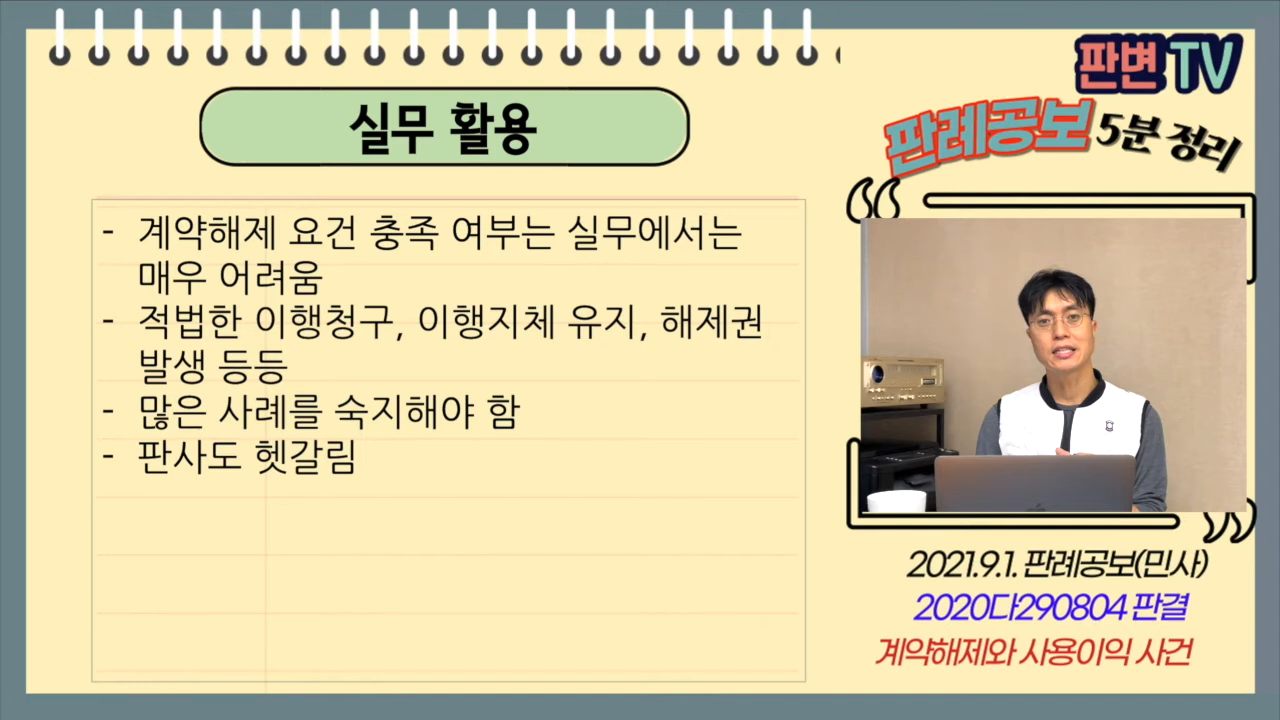 실무 활용
- 계약해제 요건 충족 여부는 실무에서는
매우 어려움
- 적법한 이행청구, 이행지체 유지, 해제권
발생 등등
- 많은 사례를 숙지해야 함
- 판사도 헷갈림
판변 TV
판례공보 5분 정리
2021.9.1. 판례공보(민사)
2020다290804 판결
계약해제와 사용이익 사건